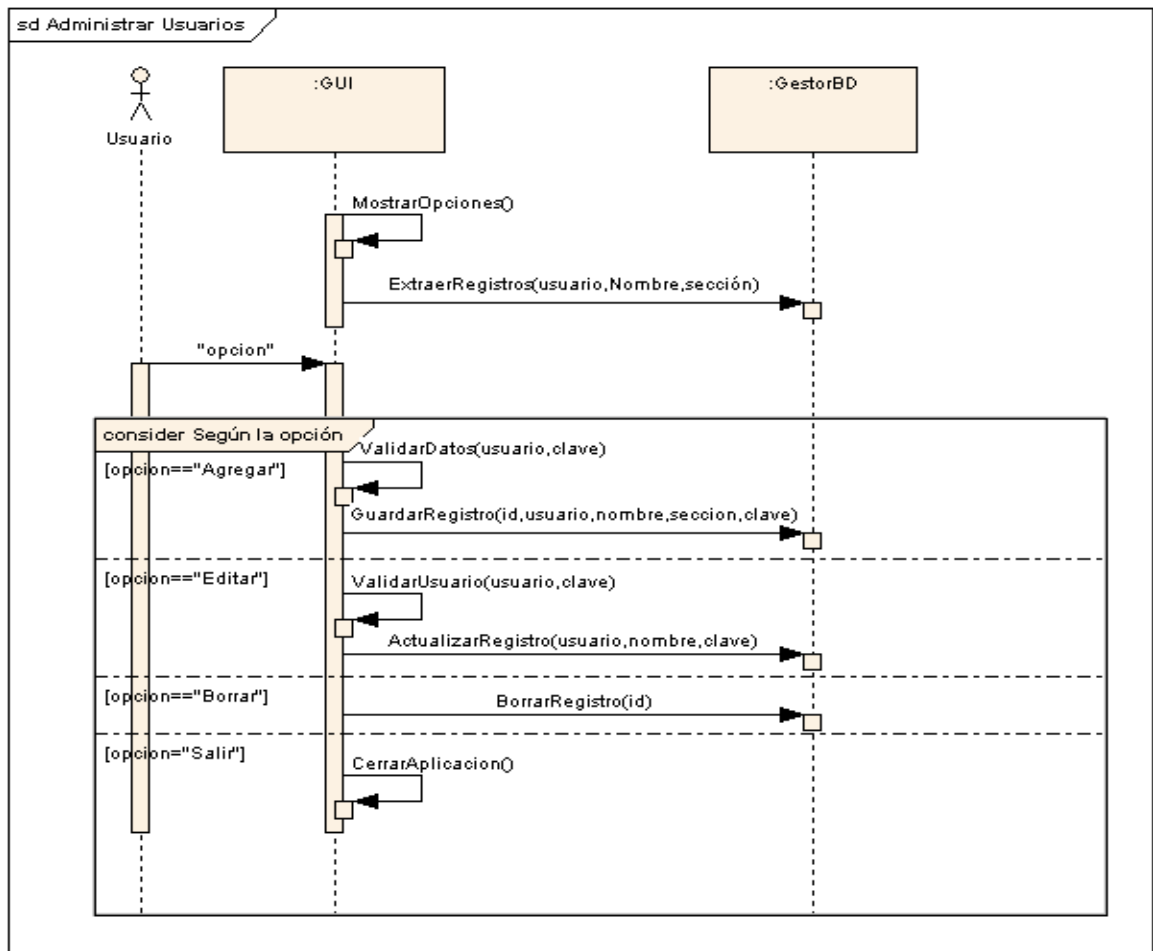 sd Administrar Usuarios
Usuario
:GUI
:GestorBD
MostrarOpciones()
ExtraerRegistros(usuario,Nombre,sección)
"opcion"
consider Según la opción
[opcion=="Agregar"]
ValidarDatos(usuario,clave)
GuardarRegistro(id,usuario,nombre,seccion,clave)
[opcion=="Editar"]
ValidarUsuario(usuario,clave)
ActualizarRegistro(usuario,nombre,clave)
[opcion=="Borrar"]
BorrarRegistro(id)
[opcion="Salir"]
CerrarAplicacion()